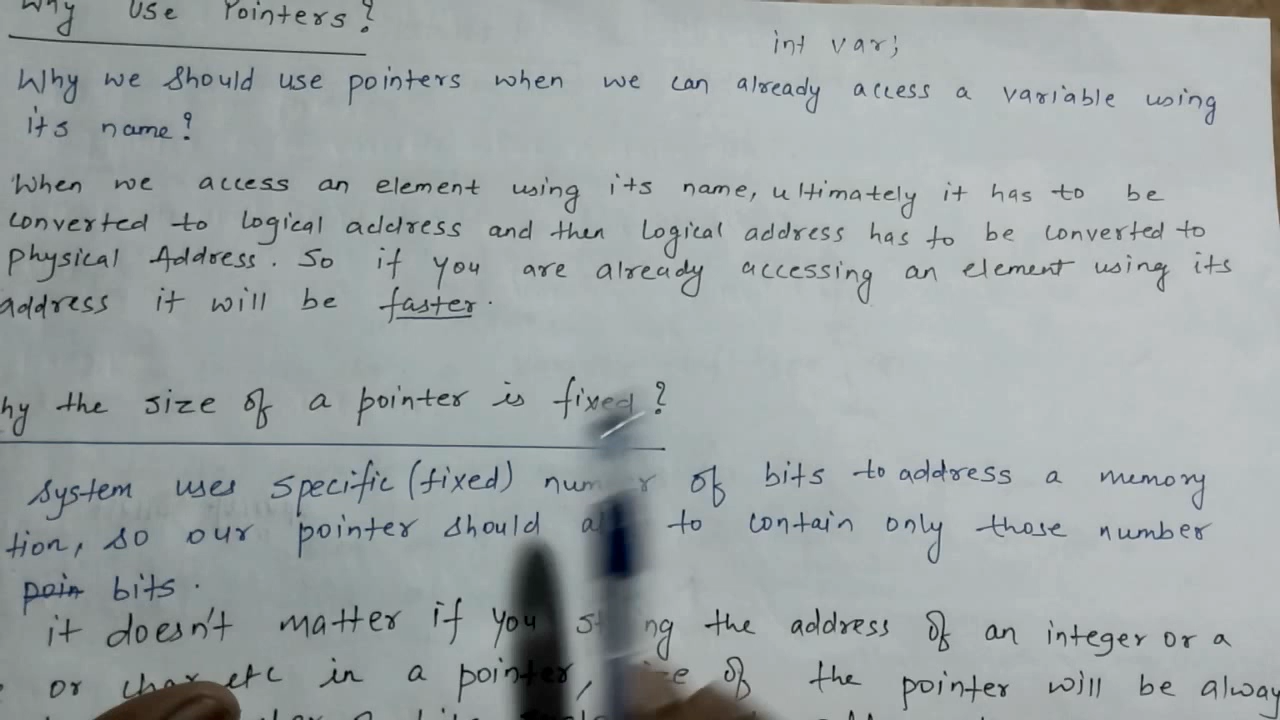 Why Use Pointers?
int var;
Why we should use pointers when we can already access a variable using
its name?
When we access an element using its name, ultimately it has to be
converted to logical address and then logical address has to be converted to
physical Address. So if you are already accessing an element using its
address it will be faster.
hy the size of a pointer is fixed?
System uses specific (fixed) of bits to address a memory
tion, so our pointer should to contain only those number
poin bits.
it doesn't matter if you the address of an integer or a
or char etc in a pointer, of the pointer will be alway